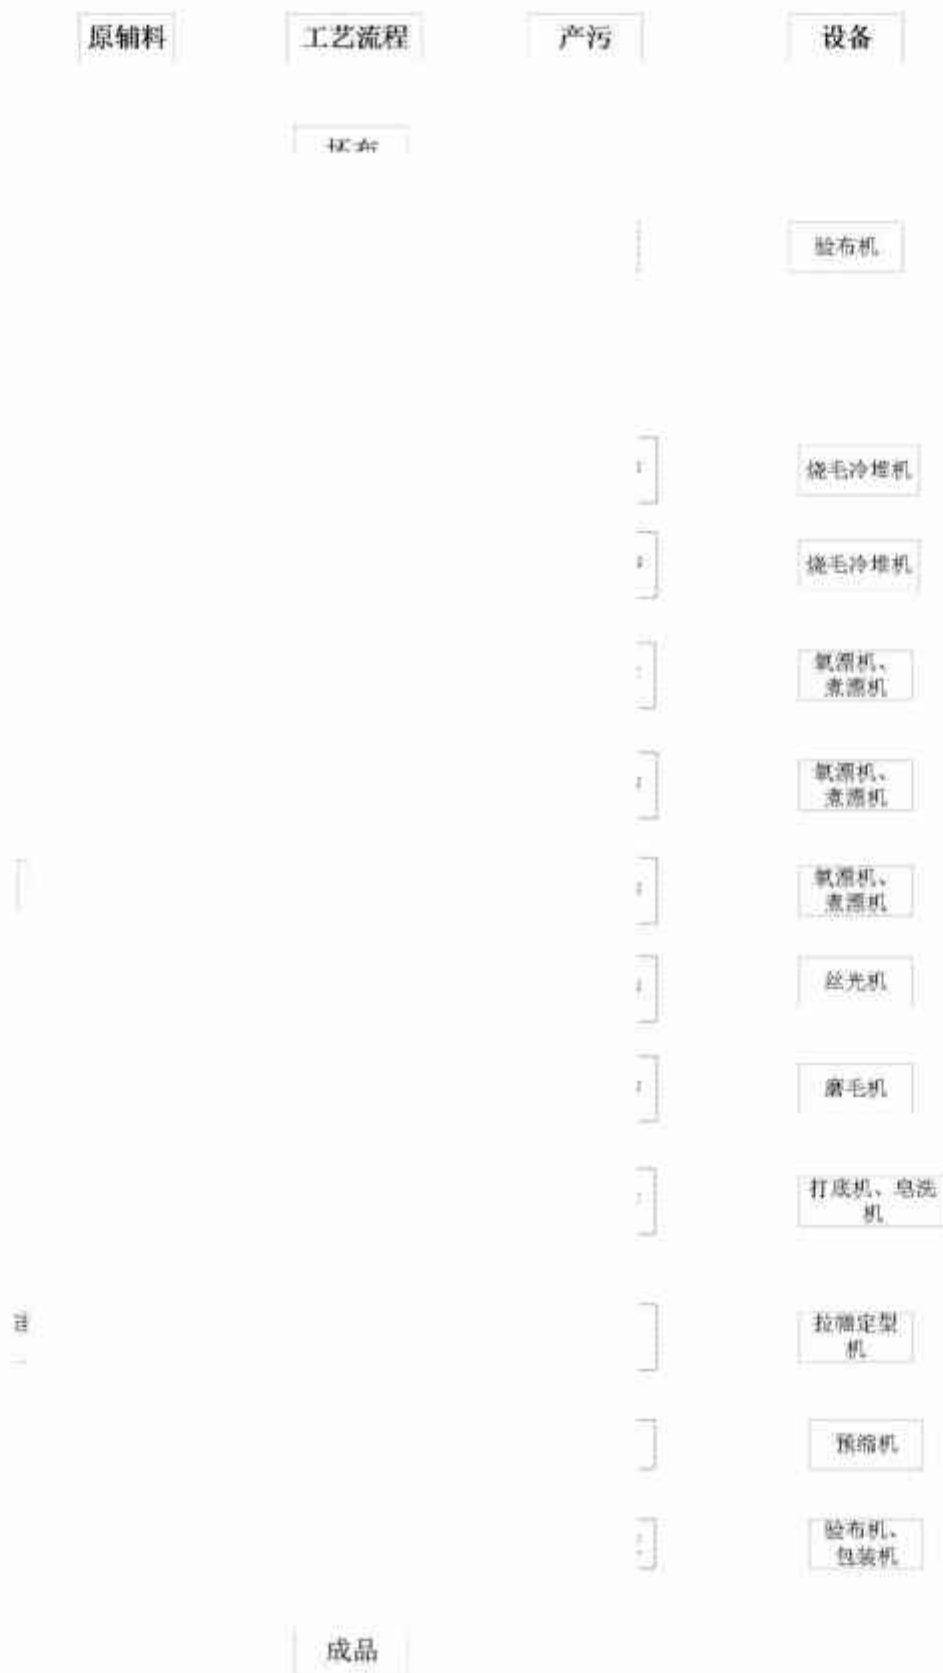 原辅料
工艺流程
产污
设备
坯布
验布机
烧毛冷堆机
烧毛冷堆机
氧漂机、
煮漂机
氧漂机、
煮漂机
氧漂机、
煮漂机
丝光机
磨毛机
打底机、皂洗
机
拉幅定型
机
预缩机
验布机、
包装机
成品